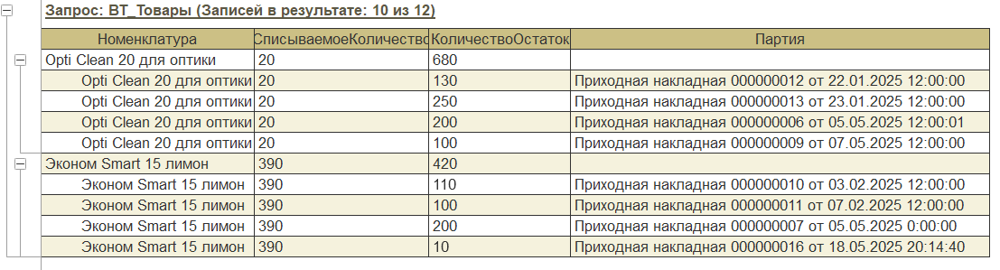 Запрос: ВТ_Товары (Записей в результате: 10 из 12)
Номенклатура СписываемоеКоличество КоличествоОстаток Партия
Opti Clean 20 для оптики 20 680
Opti Clean 20 для оптики 20 130 Приходная накладная 000000012 от 22.01.2025 12:00:00
Opti Clean 20 для оптики 20 250 Приходная накладная 000000013 от 23.01.2025 12:00:00
Opti Clean 20 для оптики 20 200 Приходная накладная 000000006 от 05.05.2025 12:00:01
Opti Clean 20 для оптики 20 100 Приходная накладная 000000009 от 07.05.2025 12:00:00
Эконом Smart 15 лимон 390 420
Эконом Smart 15 лимон 390 110 Приходная накладная 000000010 от 03.02.2025 12:00:00
Эконом Smart 15 лимон 390 100 Приходная накладная 000000011 от 07.02.2025 12:00:00
Эконом Smart 15 лимон 390 200 Приходная накладная 000000007 от 05.05.2025 0:00:00
Эконом Smart 15 лимон 390 10 Приходная накладная 000000016 от 18.05.2025 20:14:40